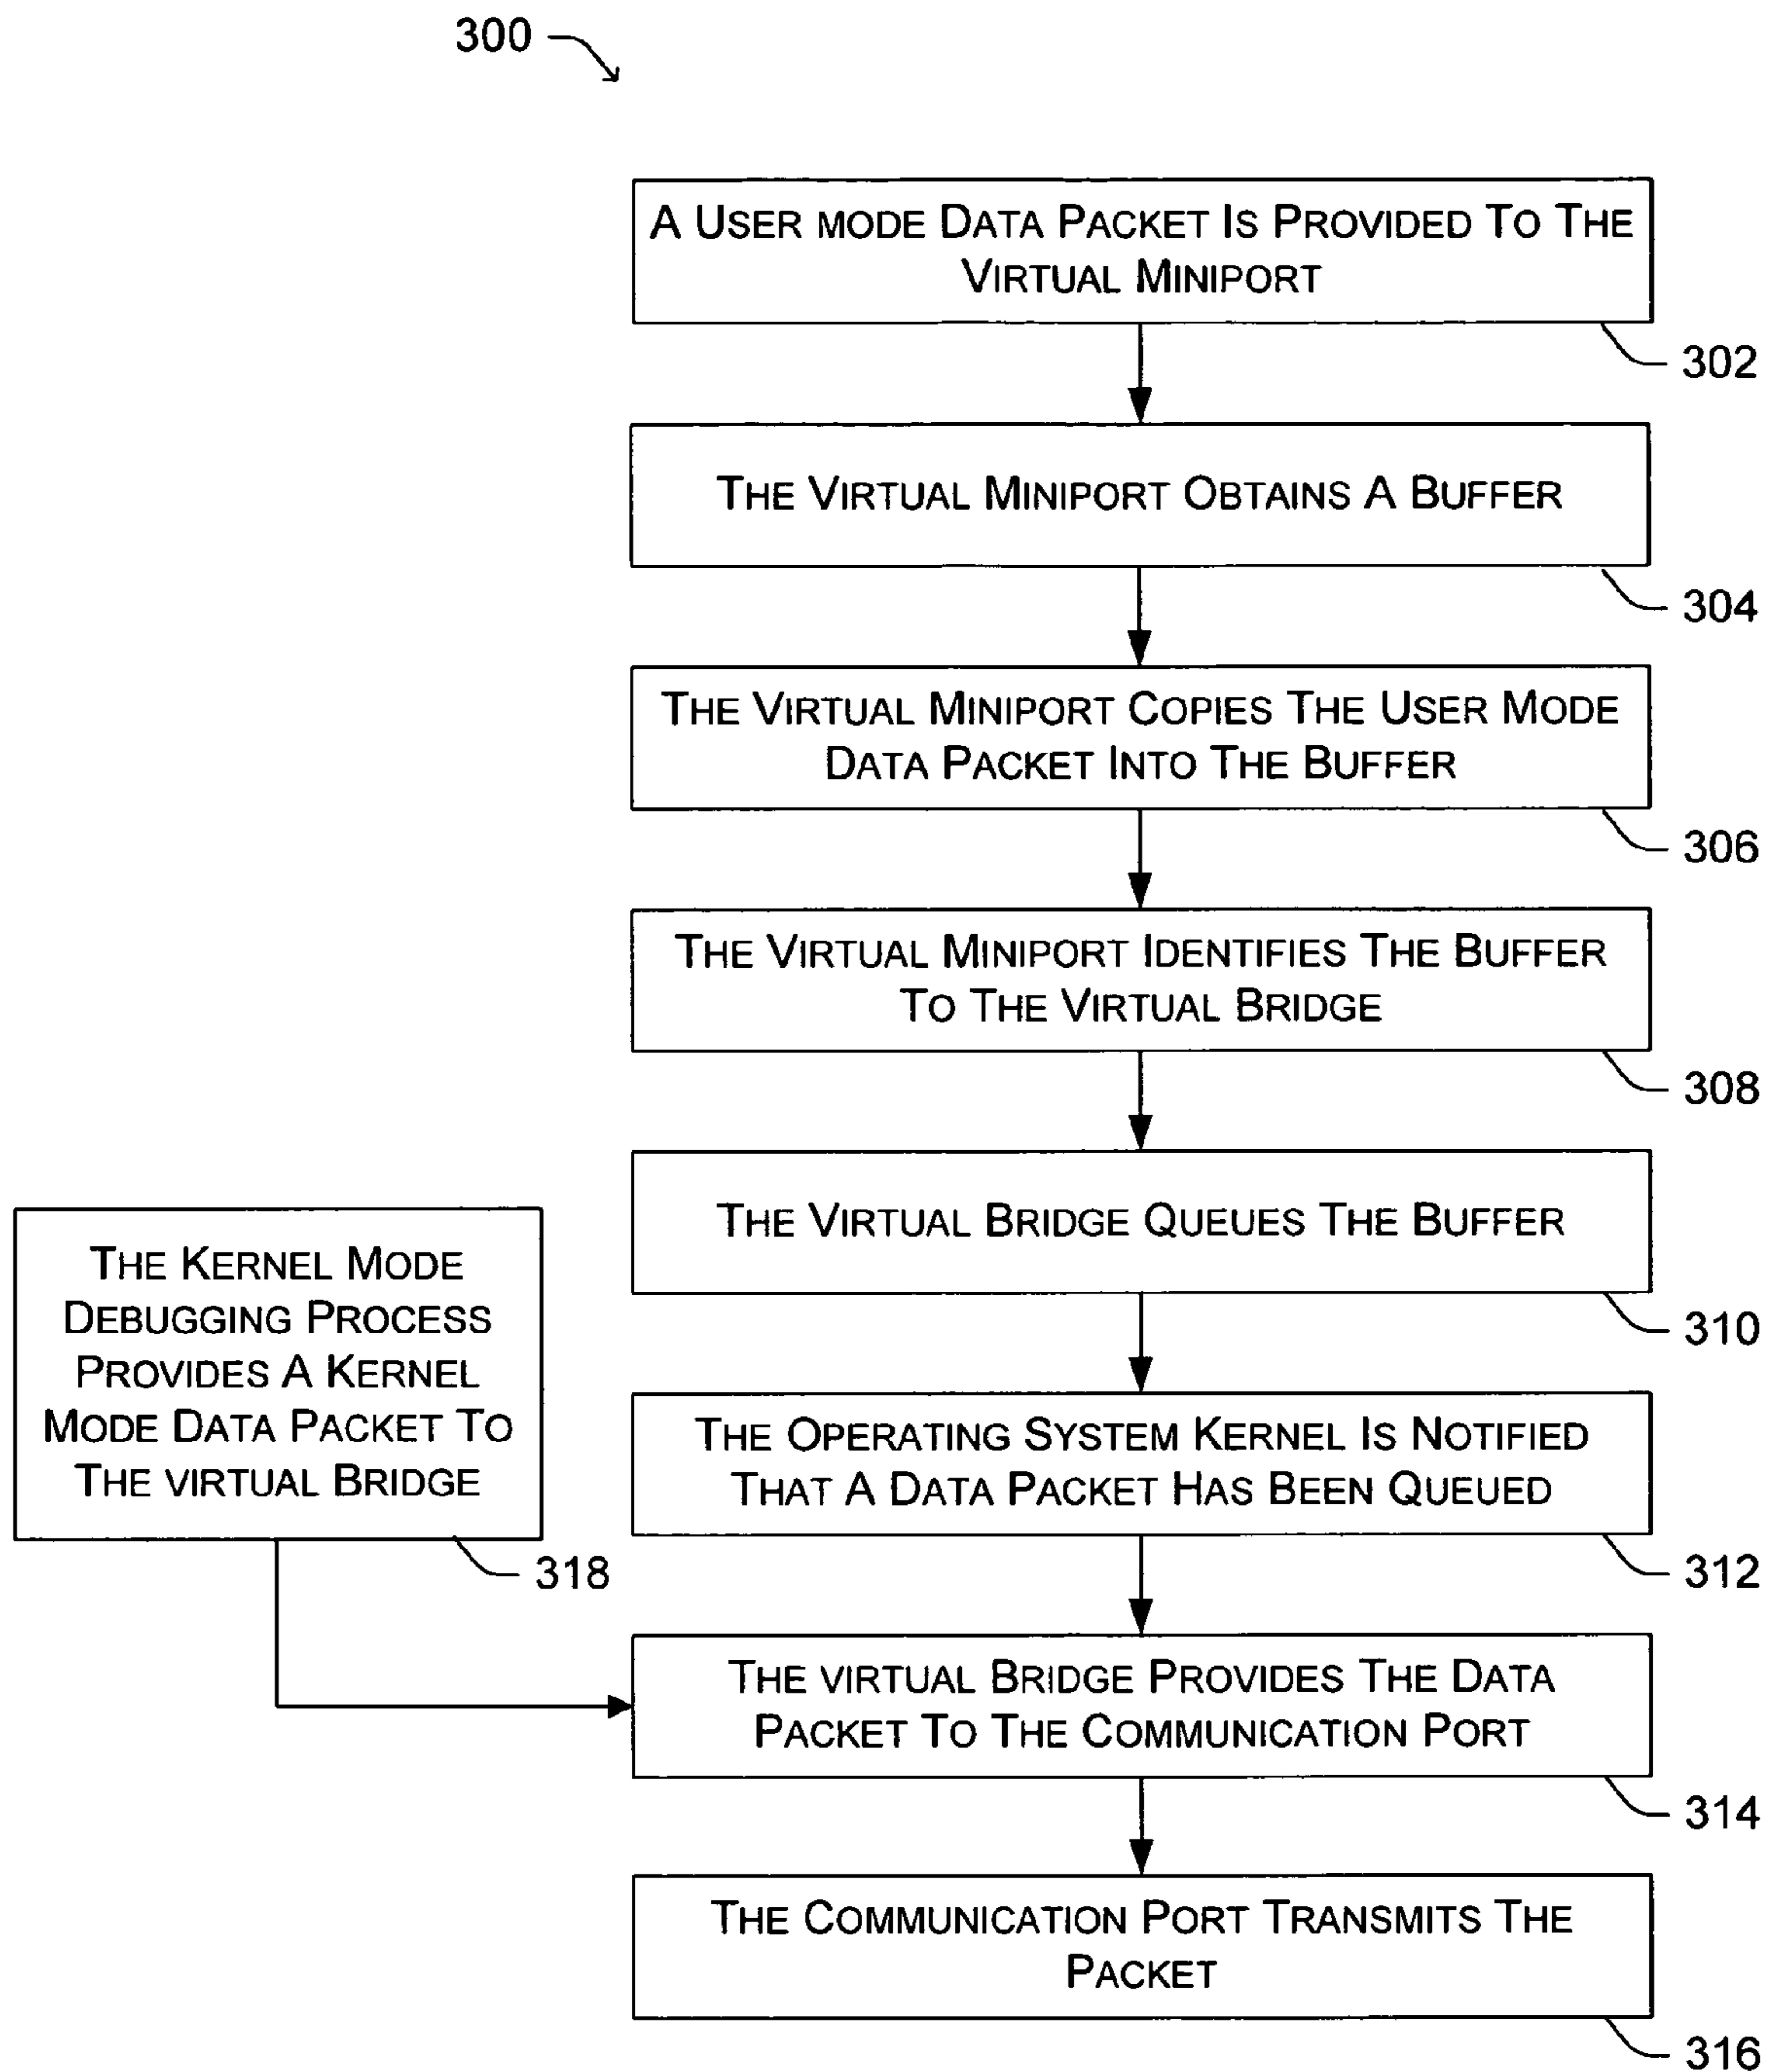 300
A USER MODE DATA PACKET IS PROVIDED TO THE
VIRTUAL MINIPORT
302
THE VIRTUAL MINIPORT OBTAINS A BUFFER
304
THE VIRTUAL MINIPORT COPIES THE USER MODE
DATA PACKET INTO THE BUFFER
306
THE VIRTUAL MINIPORT IDENTIFIES THE BUFFER
TO THE VIRTUAL BRIDGE
308
THE VIRTUAL BRIDGE QUEUES THE BUFFER
310
THE KERNEL MODE
DEBUGGING PROCESS
PROVIDES A KERNEL
MODE DATA PACKET TO
THE VIRTUAL BRIDGE
318
THE OPERATING SYSTEM KERNEL IS NOTIFIED
THAT A DATA PACKET HAS BEEN QUEUED
312
THE VIRTUAL BRIDGE PROVIDES THE DATA
PACKET TO THE COMMUNICATION PORT
314
THE COMMUNICATION PORT TRANSMITS THE
PACKET
316